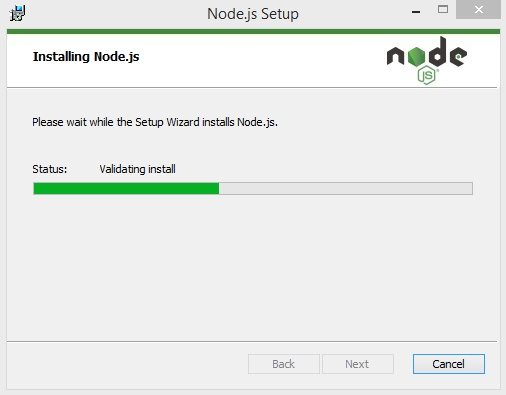 Node.js Setup
Installing Node.js
node
JS
Please wait while the Setup Wizard installs Node.js.
Status: Validating install
Back Next Cancel